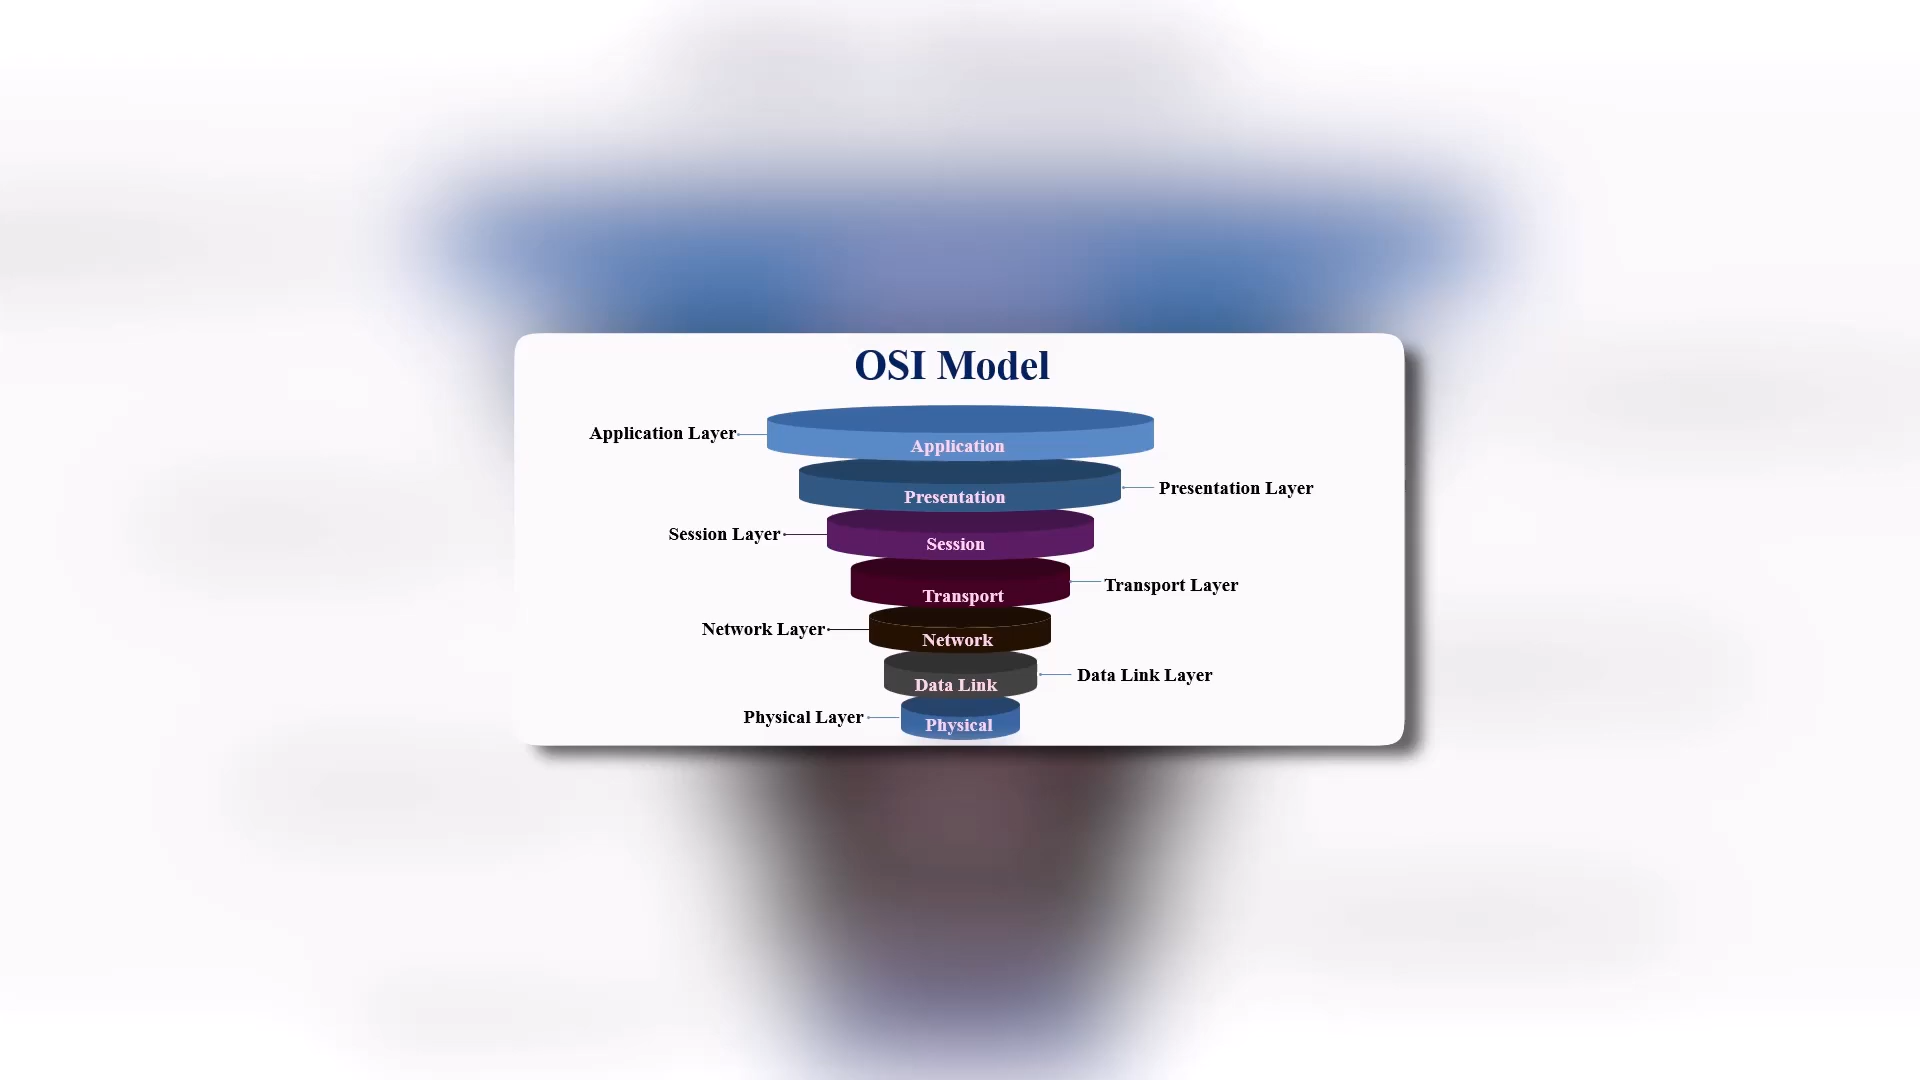 OSI Model
Application Layer
Application
Presentation
Presentation Layer
Session Layer
Session
Transport
Transport Layer
Network Layer
Network
Data Link
Data Link Layer
Physical Layer
Physical